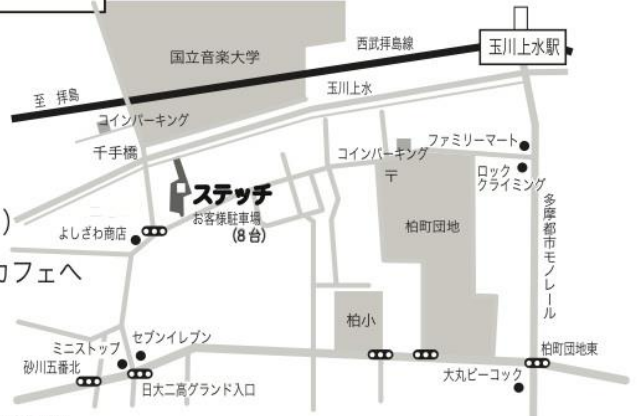 国立音楽大学
西武拝島線
玉川上水駅
玉川上水
至 拝島
コインパーキング
千手橋
コインパーキング
ファミリーマート
〒
ロック
クライミング
ステッチ
お客様駐車場
(8台)
よしざわ商店
柏町団地
多摩都市モノレール
)
カフェへ
柏小
セブンイレブン
ミニストップ
砂川五番北
日大二高グランド入口
柏町団地東
大丸ピーコック